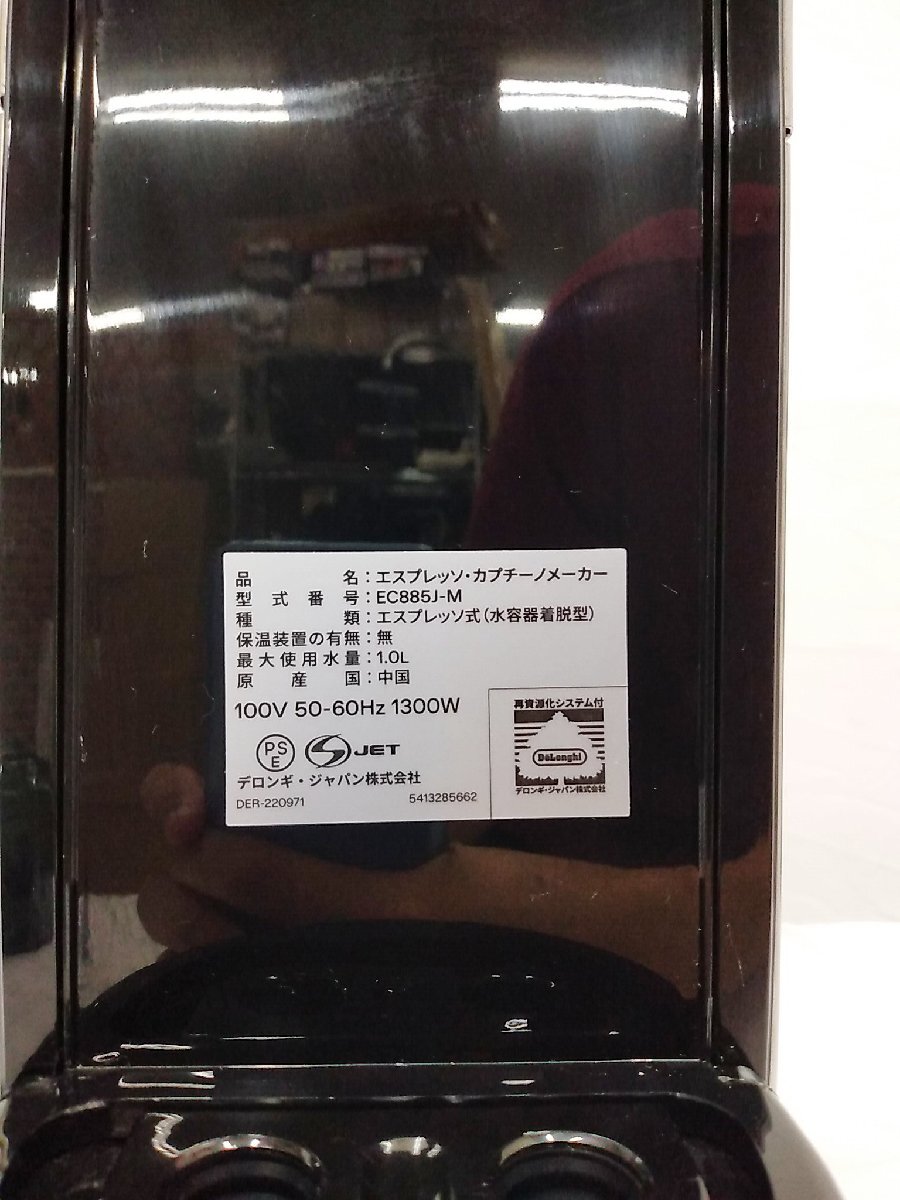 品名：エスプレッソ・カプチーノメーカー
型式番号：EC885J-M
種類：エスプレッソ式（水容器着脱型）
保温装置の有無：無
最大使用水量：1.0L
原産国：中国
100V 50-60Hz 1300W
PSE
JET
デロンギ・ジャパン株式会社
DER-220971
5413285662
再資源化システム付
DeLonghi
デロンギ・ジャパン株式会社